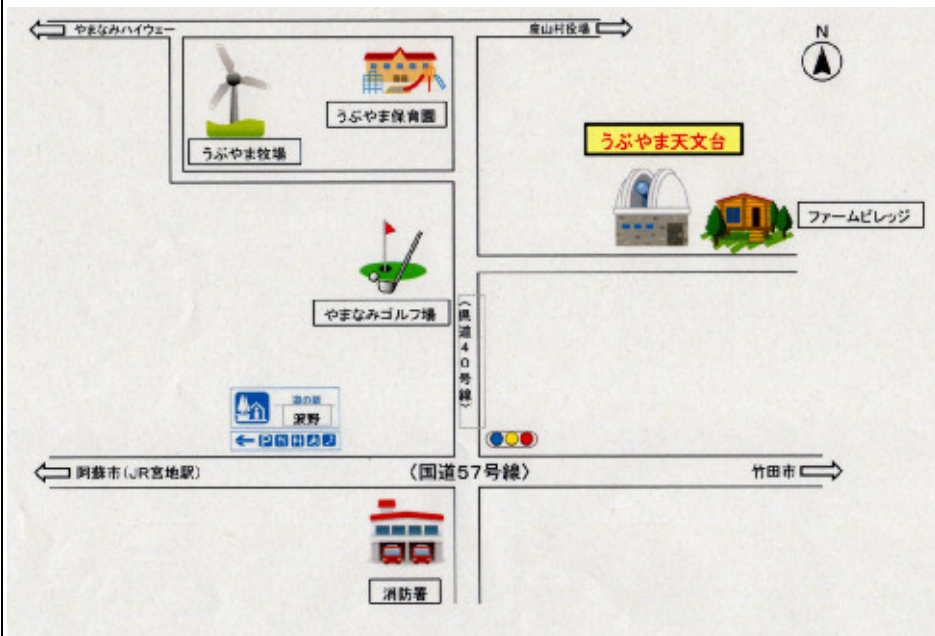 やまなみハイウェー
産山村役場
N
うぶやま保育園
うぶやま牧場
うぶやま天文台
ファームビレッジ
やまなみゴルフ場
(県道40号線)
道の駅
波野
P
阿蘇市(JR宮地駅)
(国道57号線)
竹田市
消防署